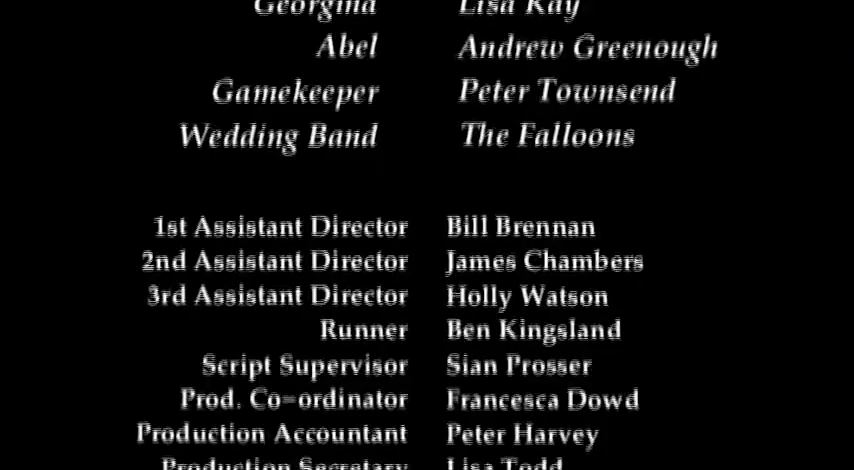 Georgina Lisa Kay
Abel Andrew Greenough
Gamekeeper Peter Townsend
Wedding Band The Falloons
1st Assistant Director Bill Brennan
2nd Assistant Director James Chambers
3rd Assistant Director Holly Watson
Runner Ben Kingsland
Script Supervisor Sian Prosser
Prod. Co-ordinator Francesca Dowd
Production Accountant Peter Harvey
Production Secretary Lisa Todd